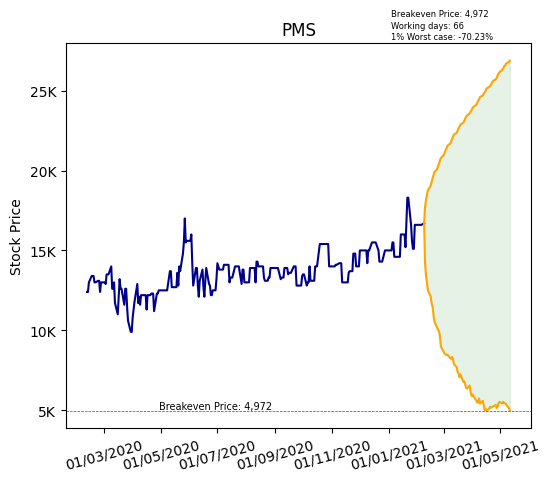 Breakeven Price: 4,972
Working days: 66
1% Worst case: -70.23%
PMS
Stock Price
25K
20K
15K
10K
5K
Breakeven Price: 4,972
01/03/2020
01/05/2020
01/07/2020
01/09/2020
01/11/2020
01/01/2021
01/03/2021
01/05/2021